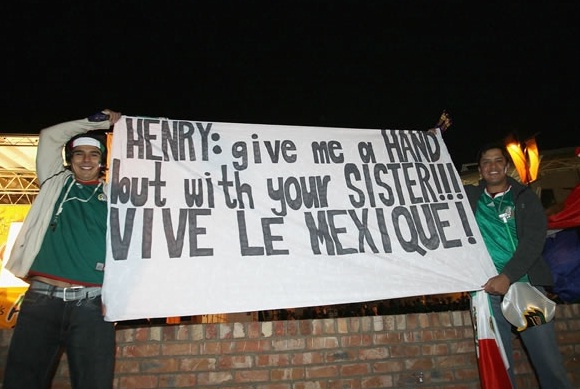 HENRY: give me a HAND
but with your SISTER!!!
VIVE LE MEXIQUE!